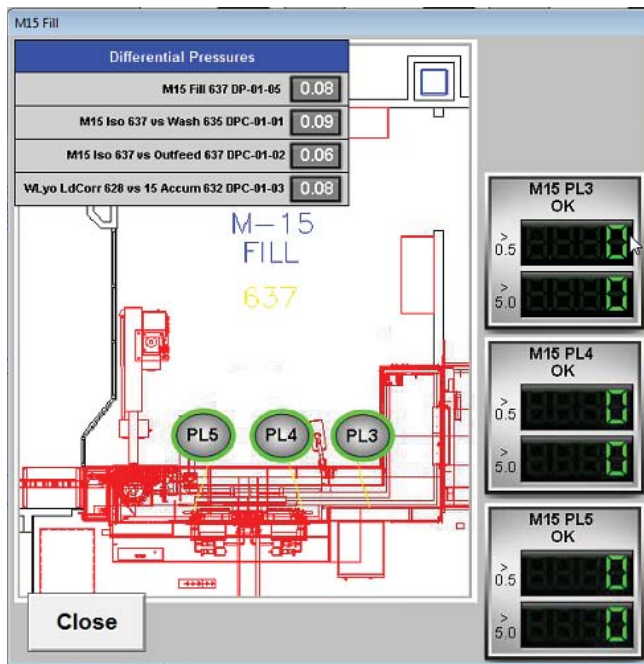 M15 Fill
Differential Pressures
M15 Fill 637 DP-01-05 0.08
M15 Iso 637 vs Wash 635 DPC-01-01 0.09
M15 Iso 637 vs Outfeed 637 DPC-01-02 0.06
WLyo LdCorr 628 vs 15 Accum 632 DPC-01-03 0.08
M-15
FILL
637
PL5 PL4 PL3
Close
M15 PL3
OK
> 0.5 0
> 5.0 0
M15 PL4
OK
> 0.5 0
> 5.0 0
M15 PL5
OK
> 0.5 0
> 5.0 0